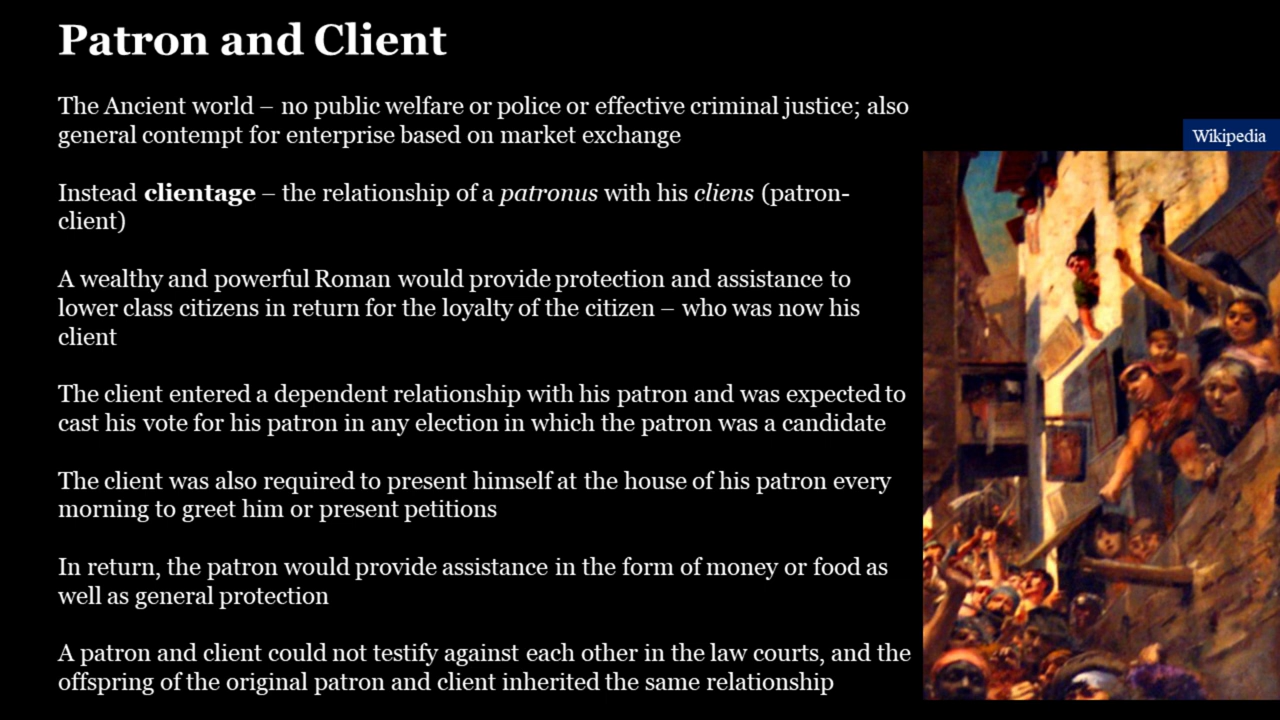 Patron and Client
The Ancient world – no public welfare or police or effective criminal justice; also
general contempt for enterprise based on market exchange
Wikipedia
Instead clientage – the relationship of a patronus with his cliens (patron-
client)
A wealthy and powerful Roman would provide protection and assistance to
lower class citizens in return for the loyalty of the citizen – who was now his
client
The client entered a dependent relationship with his patron and was expected to
cast his vote for his patron in any election in which the patron was a candidate
The client was also required to present himself at the house of his patron every
morning to greet him or present petitions
In return, the patron would provide assistance in the form of money or food as
well as general protection
A patron and client could not testify against each other in the law courts, and the
offspring of the original patron and client inherited the same relationship